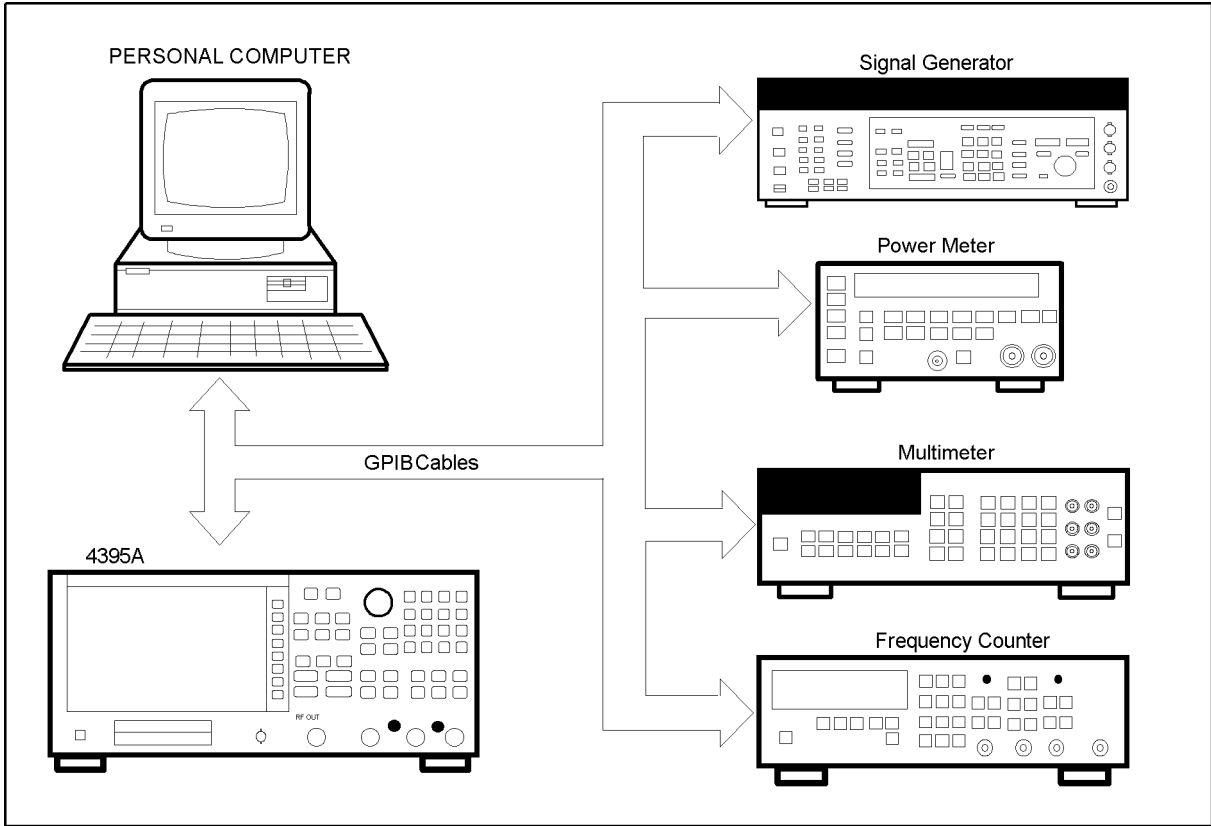 PERSONAL COMPUTER
Signal Generator
Power Meter
GPIB Cables
Multimeter
4395A
Frequency Counter
RF OUT